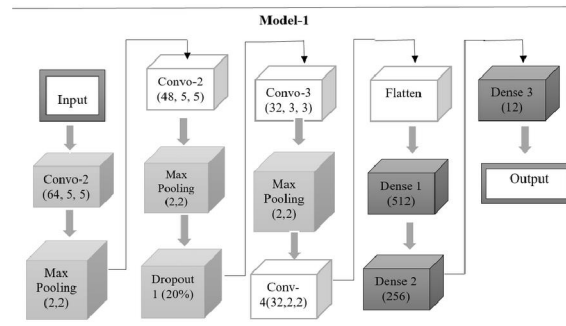 Model-1
Input
Convo-2
(64, 5, 5)
Max
Pooling
(2,2)
Convo-2
(48, 5, 5)
Max
Pooling
(2,2)
Dropout
1 (20%)
Convo-3
(32, 3, 3)
Max
Pooling
(2,2)
Conv-
4(32,2,2)
Flatten
Dense 1
(512)
Dense 2
(256)
Dense 3
(12)
Output